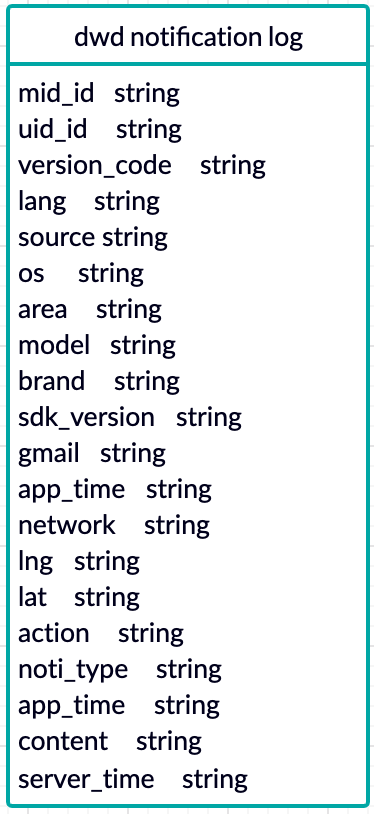 dwd notification log
mid_id string
uid_id string
version_code string
lang string
source string
os string
area string
model string
brand string
sdk_version string
gmail string
app_time string
network string
lng string
lat string
action string
noti_type string
app_time string
content string
server_time string